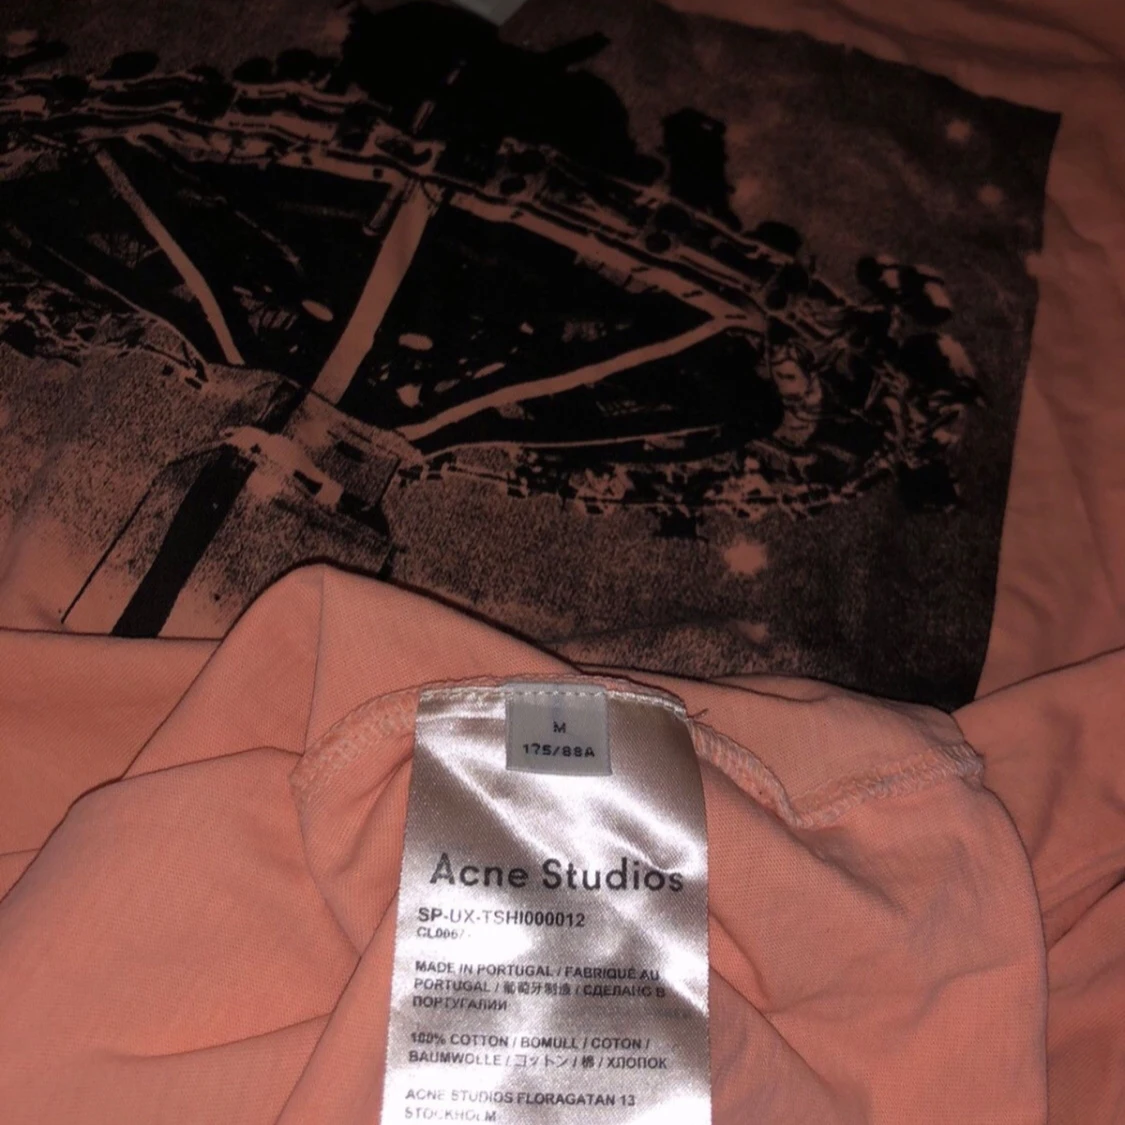 M
175/88A
Acne Studios
SP-UX-TSHI000012
CL0067-
MADE IN PORTUGAL / FABRIQUÉ AU
PORTUGAL / 葡萄牙制造 / СДЕЛАНО В
ПОРТУГАЛИИ
100% COTTON / BOMULL / COTON /
BAUMWOLLE / コットン / 棉 / ХЛОПОК
ACNE STUDIOS FLORAGATAN 13
STOCKHOLM